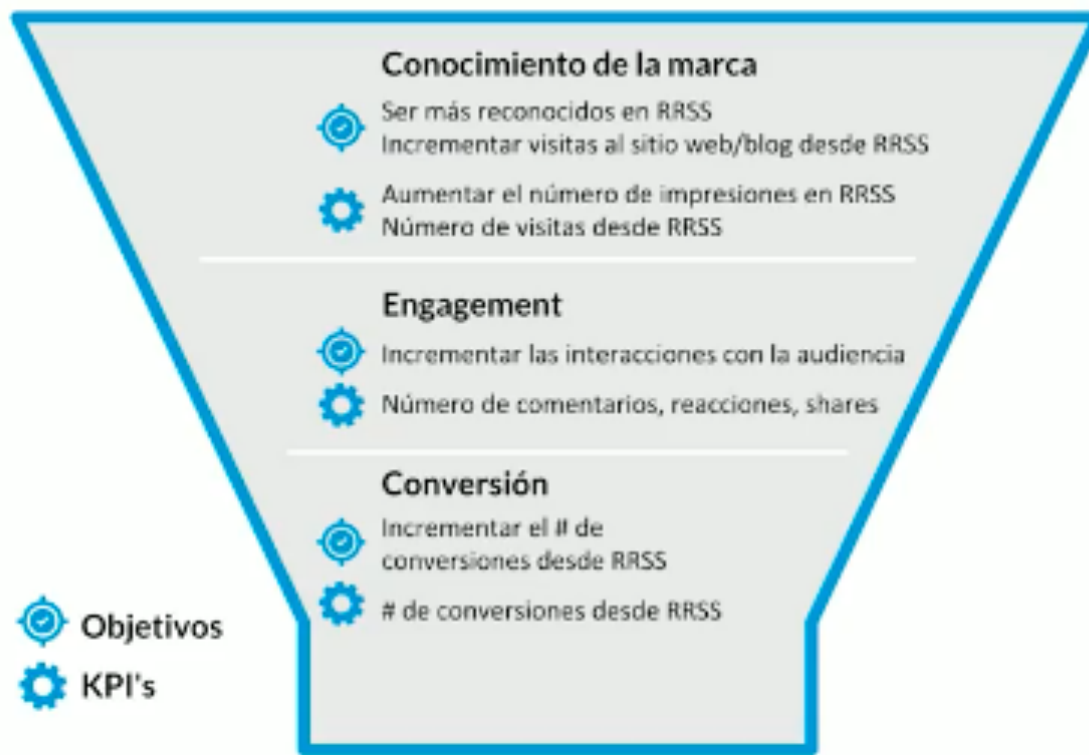 Conocimiento de la marca
Ser más reconocidos en RRSS
Incrementar visitas al sitio web/blog desde RRSS
Aumentar el número de impresiones en RRSS
Número de visitas desde RRSS
Engagement
Incrementar las interacciones con la audiencia
Número de comentarios, reacciones, shares
Conversión
Incrementar el # de
conversiones desde RRSS
# de conversiones desde RRSS
Objetivos
KPI's